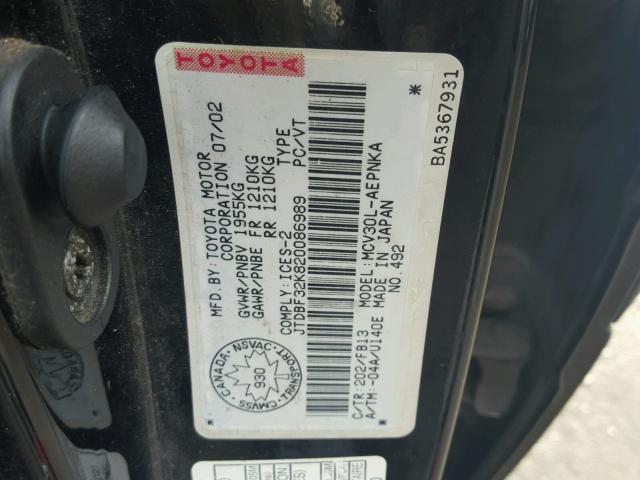 TOYOTA
MFD. BY: TOYOTA MOTOR
CORPORATION 07/02
GVWR/PNBV 1955KG
GAWR/PNBE FR 1210KG
RR 1210KG
COMPLY: ICES-2 TYPE
JTDBF32K820086989 PC/VT
CANADA NSVAC TRANSPORT CMVSS
930
C/TR: 202/FB13 MODEL: MCV30L-AEPNKA
A/TM: -04A/U140E MADE IN JAPAN
NO. 492
* *
BA5367931